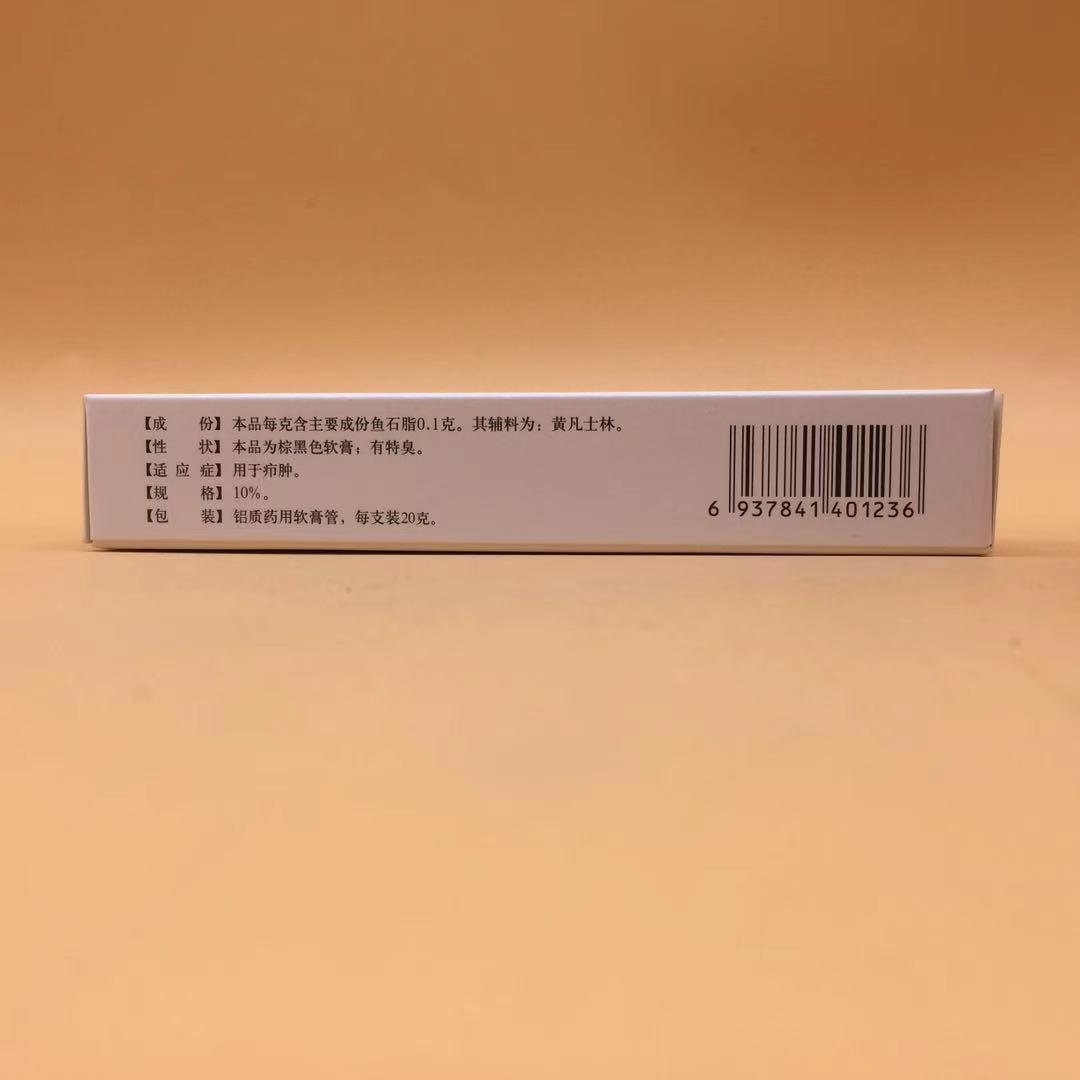 【成 份】本品每克含主要成份鱼石脂0.1克。其辅料为：黄凡士林。
【性 状】本品为棕黑色软膏；有特臭。
【适应症】用于疖肿。
【规 格】10%。
【包 装】铝质药用软膏管，每支装20克。
6 937841 401236